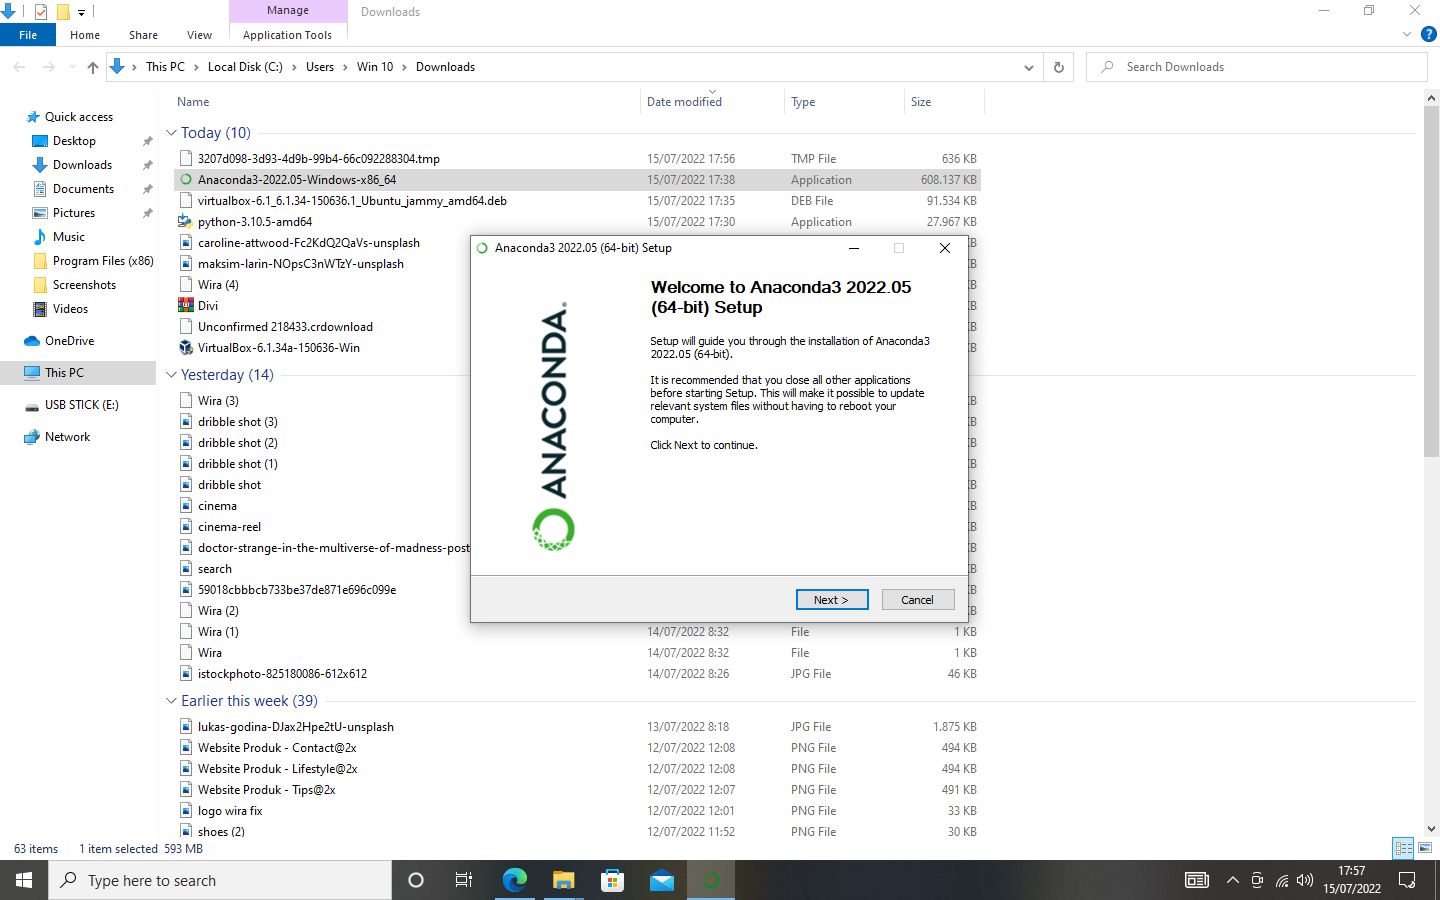 Manage
Downloads
File
Home
Share
View
Application Tools
This PC
Local Disk (C:)
Users
Win 10
Downloads
Search Downloads
Name
Date modified
Type
Size
Quick access
Desktop
Downloads
Documents
Pictures
Music
Program Files (x86)
Screenshots
Videos
OneDrive
This PC
USB STICK (E:)
Network
Today (10)
3207d098-3d93-4d9b-99b4-66c092288304.tmp 15/07/2022 17:56 TMP File 636 KB
Anaconda3-2022.05-Windows-x86_64 15/07/2022 17:38 Application 608.137 KB
virtualbox-6.1_6.1.34-150636.1_Ubuntu_jammy_amd64.deb 15/07/2022 17:35 DEB File 91.534 KB
python-3.10.5-amd64 15/07/2022 17:30 Application 27.967 KB
caroline-attwood-Fc2KdQ2QaVs-unsplash
maksim-larin-NOpsC3nWTzY-unsplash
Wira (4)
Divi
Unconfirmed 218433.crdownload
VirtualBox-6.1.34a-150636-Win
Yesterday (14)
Wira (3)
dribble shot (3)
dribble shot (2)
dribble shot (1)
dribble shot
cinema
cinema-reel
doctor-strange-in-the-multiverse-of-madness-post
search
59018cbbbcb733be37de871e696c099e
Wira (2)
Wira (1) 14/07/2022 8:32 File 1 KB
Wira 14/07/2022 8:32 File 1 KB
istockphoto-825180086-612x612 14/07/2022 8:26 JPG File 46 KB
Earlier this week (39)
lukas-godina-DJax2Hpe2tU-unsplash 13/07/2022 8:18 JPG File 1.875 KB
Website Produk - Contact@2x 12/07/2022 12:08 PNG File 494 KB
Website Produk - Lifestyle@2x 12/07/2022 12:08 PNG File 494 KB
Website Produk - Tips@2x 12/07/2022 12:07 PNG File 491 KB
logo wira fix 12/07/2022 12:01 PNG File 33 KB
shoes (2) 12/07/2022 11:52 PNG File 30 KB
Anaconda3 2022.05 (64-bit) Setup
ANACONDA.
Welcome to Anaconda3 2022.05
(64-bit) Setup
Setup will guide you through the installation of Anaconda3
2022.05 (64-bit).
It is recommended that you close all other applications
before starting Setup. This will make it possible to update
relevant system files without having to reboot your
computer.
Click Next to continue.
Next >
Cancel
63 items
1 item selected 593 MB
Type here to search
17:57
15/07/2022